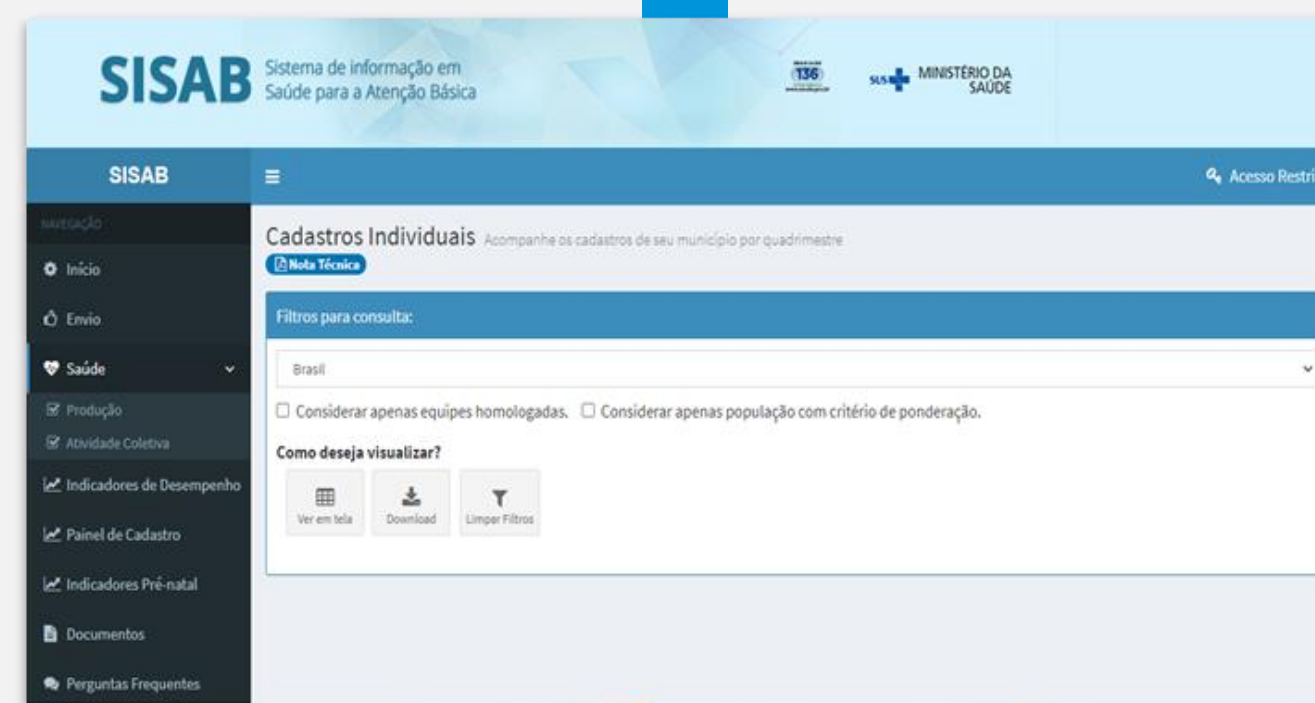 SISAB
Sistema de informação em
Saúde para a Atenção Básica
136
SUS
MINISTÉRIO DA
SAÚDE
SISAB
Acesso Restri
NAVEGAÇÃO
Início
Envio
Saúde
Produção
Atividade Coletiva
Indicadores de Desempenho
Painel de Cadastro
Indicadores Pré-natal
Documentos
Perguntas Frequentes
Cadastros Individuais Acompanhe os cadastros de seu município por quadrimestre
Nota Técnica
Filtros para consulta:
Brasil
Considerar apenas equipes homologadas. Considerar apenas população com critério de ponderação.
Como deseja visualizar?
Ver em tela Download Limpar Filtros